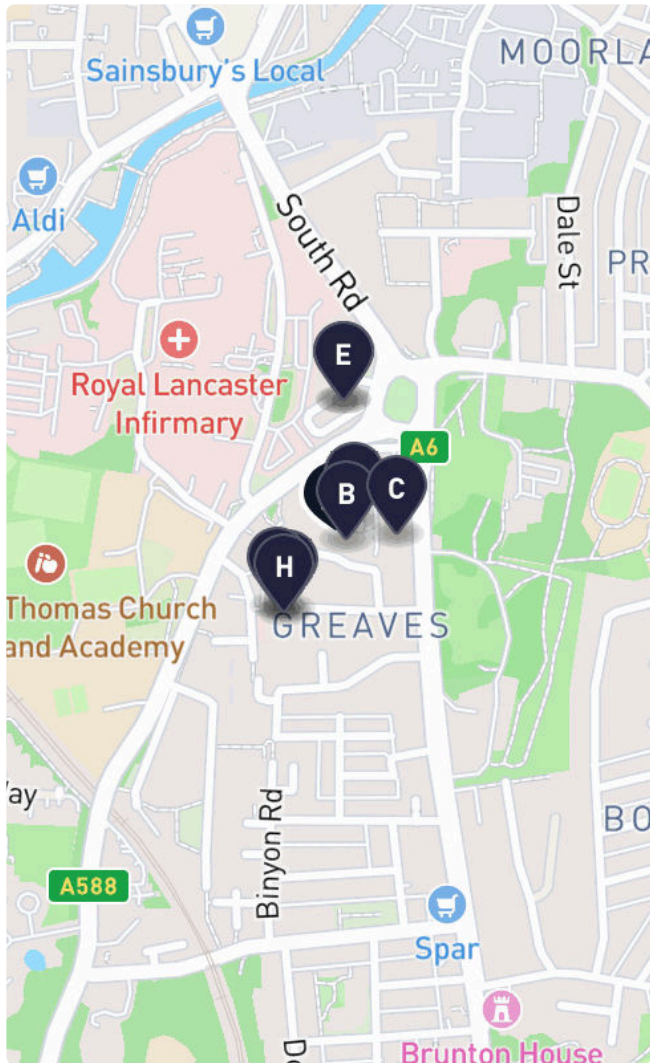 MOORLA
Sainsbury's Local
Aldi
South Rd
Dale St
PR
E
Royal Lancaster
Infirmary
A6
B
C
H
GREAVES
Thomas Church
and Academy
Way
Binyon Rd
BO
A588
Spar
Brunton House